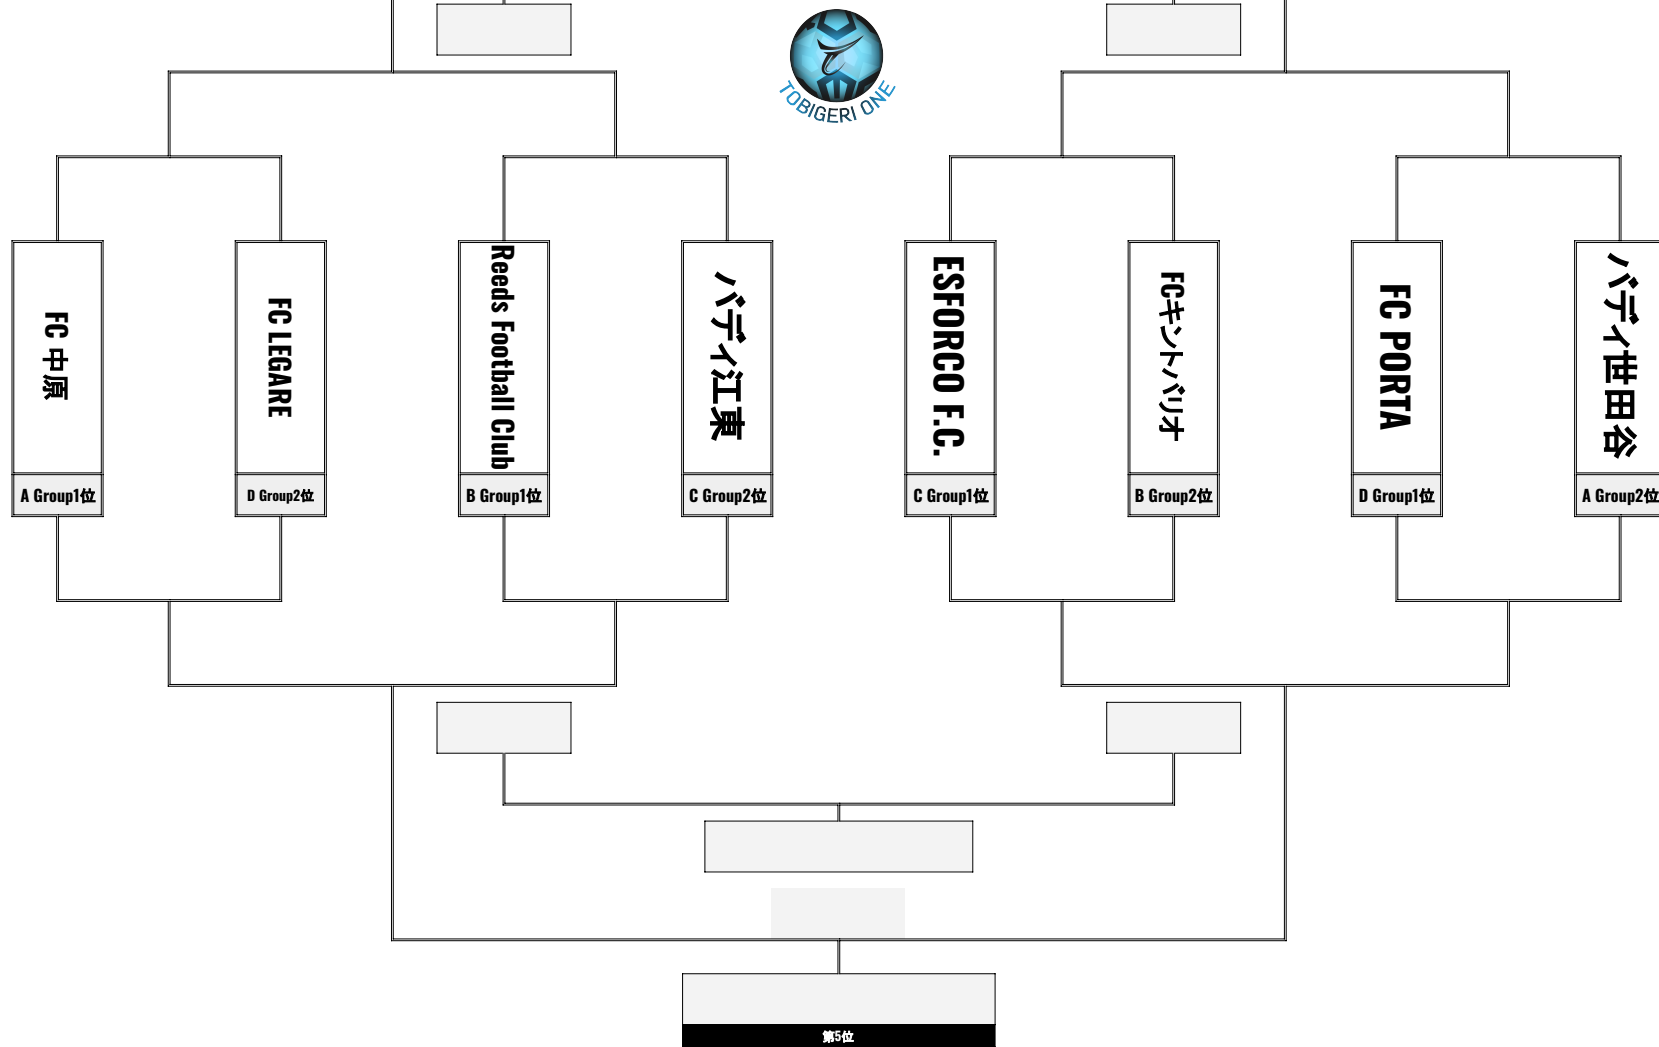 TOBIGERI ONE
FC 中原
FC LEGARE
Reeds Football Club
バディ江東
ESFORCO F.C.
FCキントバリオ
FC PORTA
バディ世田谷
A Group1位
D Group2位
B Group1位
C Group2位
C Group1位
B Group2位
D Group1位
A Group2位
第5位